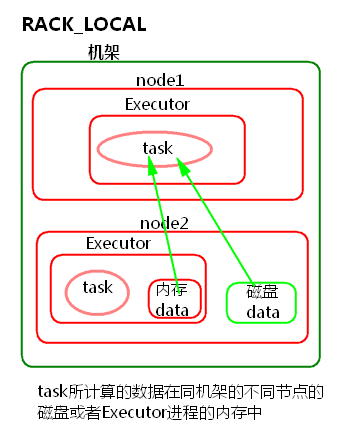 RACK_LOCAL
机架
node1
Executor
task
node2
Executor
task
内存
data
磁盘
data
task所计算的数据在同机架的不同节点的
磁盘或者Executor进程的内存中